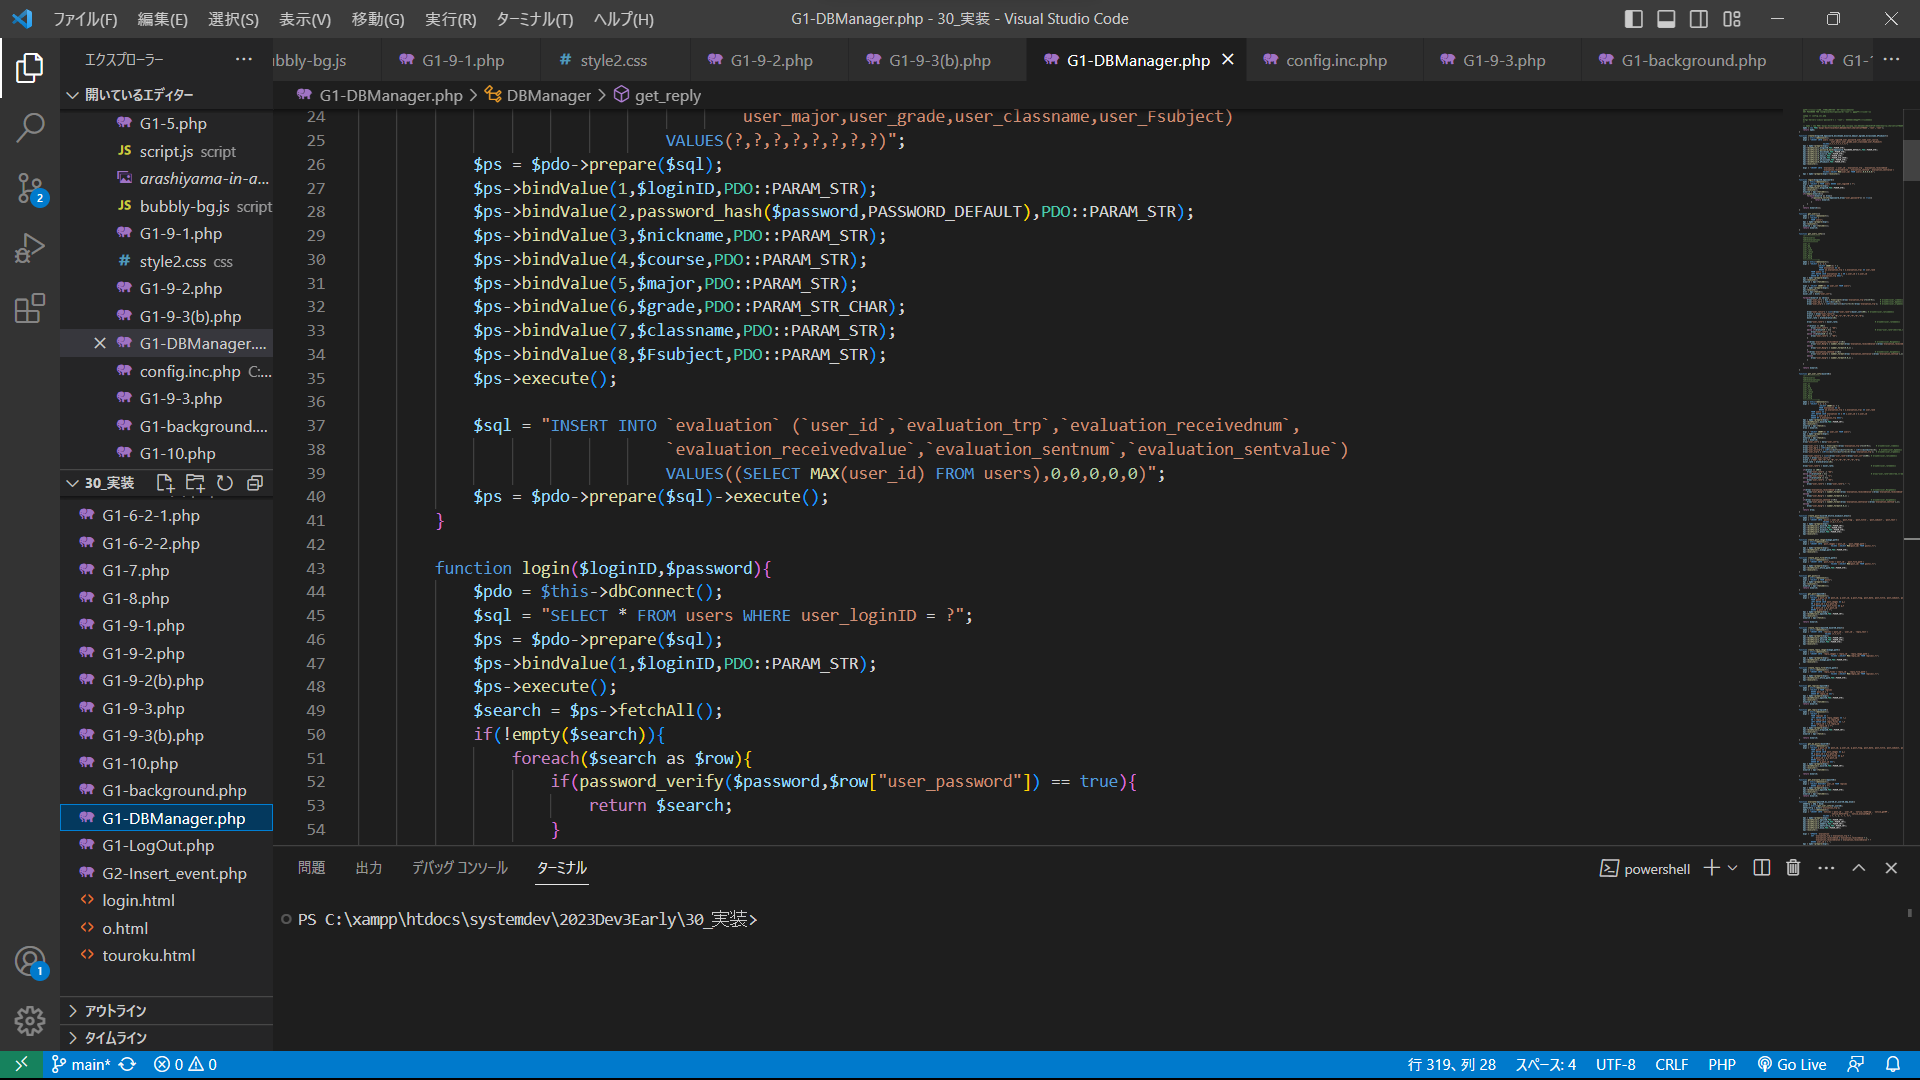 ファイル(F) 編集(E) 選択(S) 表示(V) 移動(G) 実行(R) ターミナル(T) ヘルプ(H)
G1-DBManager.php - 30_実装 - Visual Studio Code
エクスプローラー
bbly-bg.js G1-9-1.php style2.css G1-9-2.php G1-9-3(b).php G1-DBManager.php config.inc.php G1-9-3.php G1-background.php G1-
G1-DBManager.php > DBManager > get_reply
開いているエディター
G1-5.php
script.js script
arashiyama-in-a...
bubbly-bg.js script
G1-9-1.php
style2.css css
G1-9-2.php
G1-9-3(b).php
G1-DBManager....
config.inc.php C:...
G1-9-3.php
G1-background....
G1-10.php
30_実装
G1-6-2-1.php
G1-6-2-2.php
G1-7.php
G1-8.php
G1-9-1.php
G1-9-2.php
G1-9-2(b).php
G1-9-3.php
G1-9-3(b).php
G1-10.php
G1-background.php
G1-DBManager.php
G1-LogOut.php
G2-Insert_event.php
login.html
o.html
touroku.html
アウトライン
タイムライン
2
1
24 user_major,user_grade,user_classname,user_Fsubject)
25 VALUES(?,?,?,?,?,?,?,?)";
26 $ps = $pdo->prepare($sql);
27 $ps->bindValue(1,$loginID,PDO::PARAM_STR);
28 $ps->bindValue(2,password_hash($password,PASSWORD_DEFAULT),PDO::PARAM_STR);
29 $ps->bindValue(3,$nickname,PDO::PARAM_STR);
30 $ps->bindValue(4,$course,PDO::PARAM_STR);
31 $ps->bindValue(5,$major,PDO::PARAM_STR);
32 $ps->bindValue(6,$grade,PDO::PARAM_STR_CHAR);
33 $ps->bindValue(7,$classname,PDO::PARAM_STR);
34 $ps->bindValue(8,$Fsubject,PDO::PARAM_STR);
35 $ps->execute();
36
37 $sql = "INSERT INTO `evaluation` (`user_id`,`evaluation_trp`,`evaluation_receivednum`,
38 `evaluation_receivedvalue`,`evaluation_sentnum`,`evaluation_sentvalue`)
39 VALUES((SELECT MAX(user_id) FROM users),0,0,0,0,0)";
40 $ps = $pdo->prepare($sql)->execute();
41 }
42
43 function login($loginID,$password){
44 $pdo = $this->dbConnect();
45 $sql = "SELECT * FROM users WHERE user_loginID = ?";
46 $ps = $pdo->prepare($sql);
47 $ps->bindValue(1,$loginID,PDO::PARAM_STR);
48 $ps->execute();
49 $search = $ps->fetchAll();
50 if(!empty($search)){
51 foreach($search as $row){
52 if(password_verify($password,$row["user_password"]) == true){
53 return $search;
54 }
問題 出力 デバッグ コンソール ターミナル
powershell
PS C:\xampp\htdocs\systemdev\2023Dev3Early\30_実装>
main* 0 0
行 319、列 28 スペース: 4 UTF-8 CRLF PHP Go Live